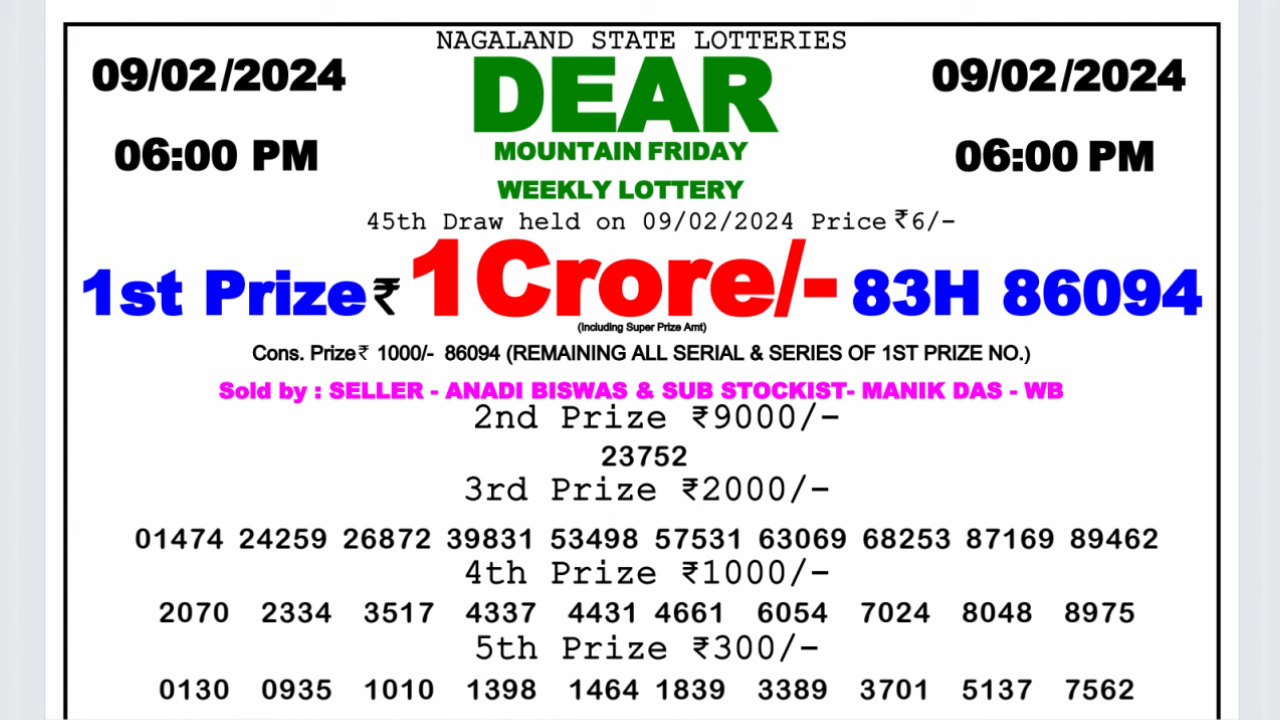 NAGALAND STATE LOTTERIES
09/02/2024 DEAR 09/02/2024
06:00 PM MOUNTAIN FRIDAY 06:00 PM
WEEKLY LOTTERY
45th Draw held on 09/02/2024 Price ₹6/-
1st Prize ₹ 1Crore/- 83H 86094
(Including Super Prize Amt)
Cons. Prize ₹ 1000/- 86094 (REMAINING ALL SERIAL & SERIES OF 1ST PRIZE NO.)
Sold by : SELLER - ANADI BISWAS & SUB STOCKIST- MANIK DAS - WB
2nd Prize ₹9000/-
23752
3rd Prize ₹2000/-
01474 24259 26872 39831 53498 57531 63069 68253 87169 89462
4th Prize ₹1000/-
2070 2334 3517 4337 4431 4661 6054 7024 8048 8975
5th Prize ₹300/-
0130 0935 1010 1398 1464 1839 3389 3701 5137 7562